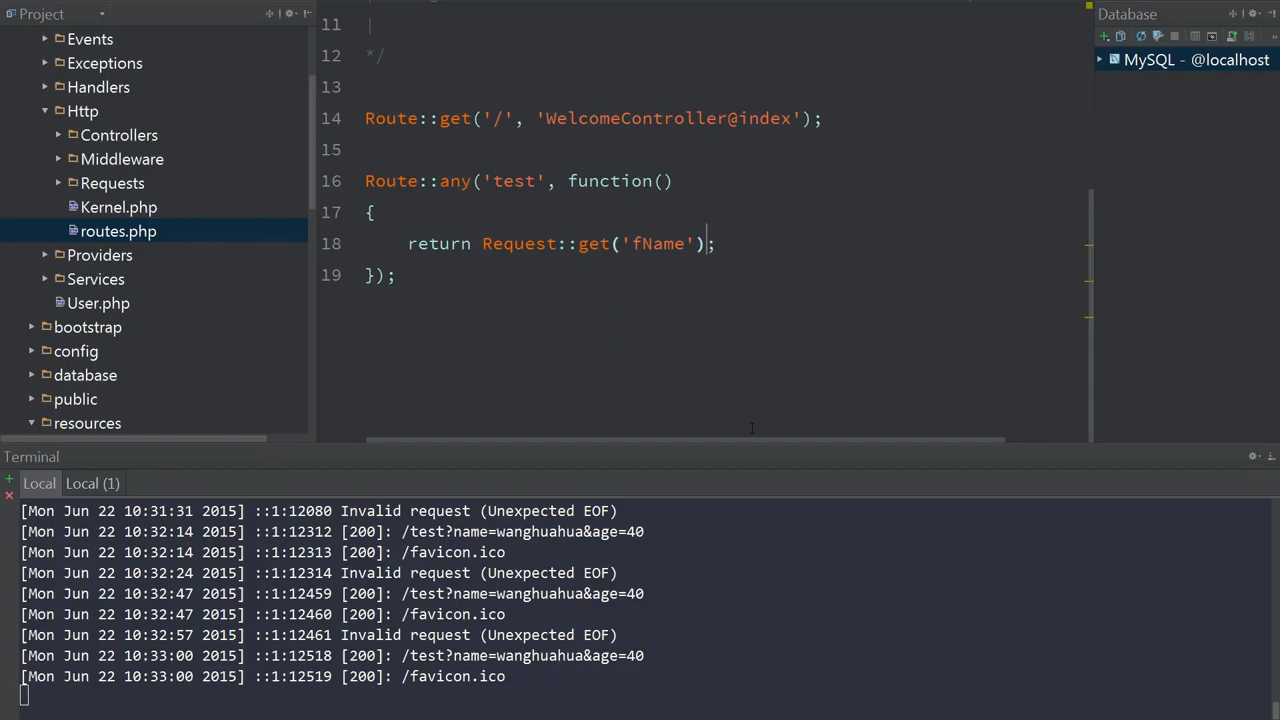 Project
Events
Exceptions
Handlers
Http
Controllers
Middleware
Requests
Kernel.php
routes.php
Providers
Services
User.php
bootstrap
config
database
public
resources
11 |
12 */
13
14 Route::get('/', 'WelcomeController@index');
15
16 Route::any('test', function()
17 {
18 return Request::get('fName');
19 });
Database
MySQL - @localhost
Terminal
Local Local (1)
[Mon Jun 22 10:31:31 2015] ::1:12080 Invalid request (Unexpected EOF)
[Mon Jun 22 10:32:14 2015] ::1:12312 [200]: /test?name=wanghuahua&age=40
[Mon Jun 22 10:32:14 2015] ::1:12313 [200]: /favicon.ico
[Mon Jun 22 10:32:24 2015] ::1:12314 Invalid request (Unexpected EOF)
[Mon Jun 22 10:32:47 2015] ::1:12459 [200]: /test?name=wanghuahua&age=40
[Mon Jun 22 10:32:47 2015] ::1:12460 [200]: /favicon.ico
[Mon Jun 22 10:32:57 2015] ::1:12461 Invalid request (Unexpected EOF)
[Mon Jun 22 10:33:00 2015] ::1:12518 [200]: /test?name=wanghuahua&age=40
[Mon Jun 22 10:33:00 2015] ::1:12519 [200]: /favicon.ico